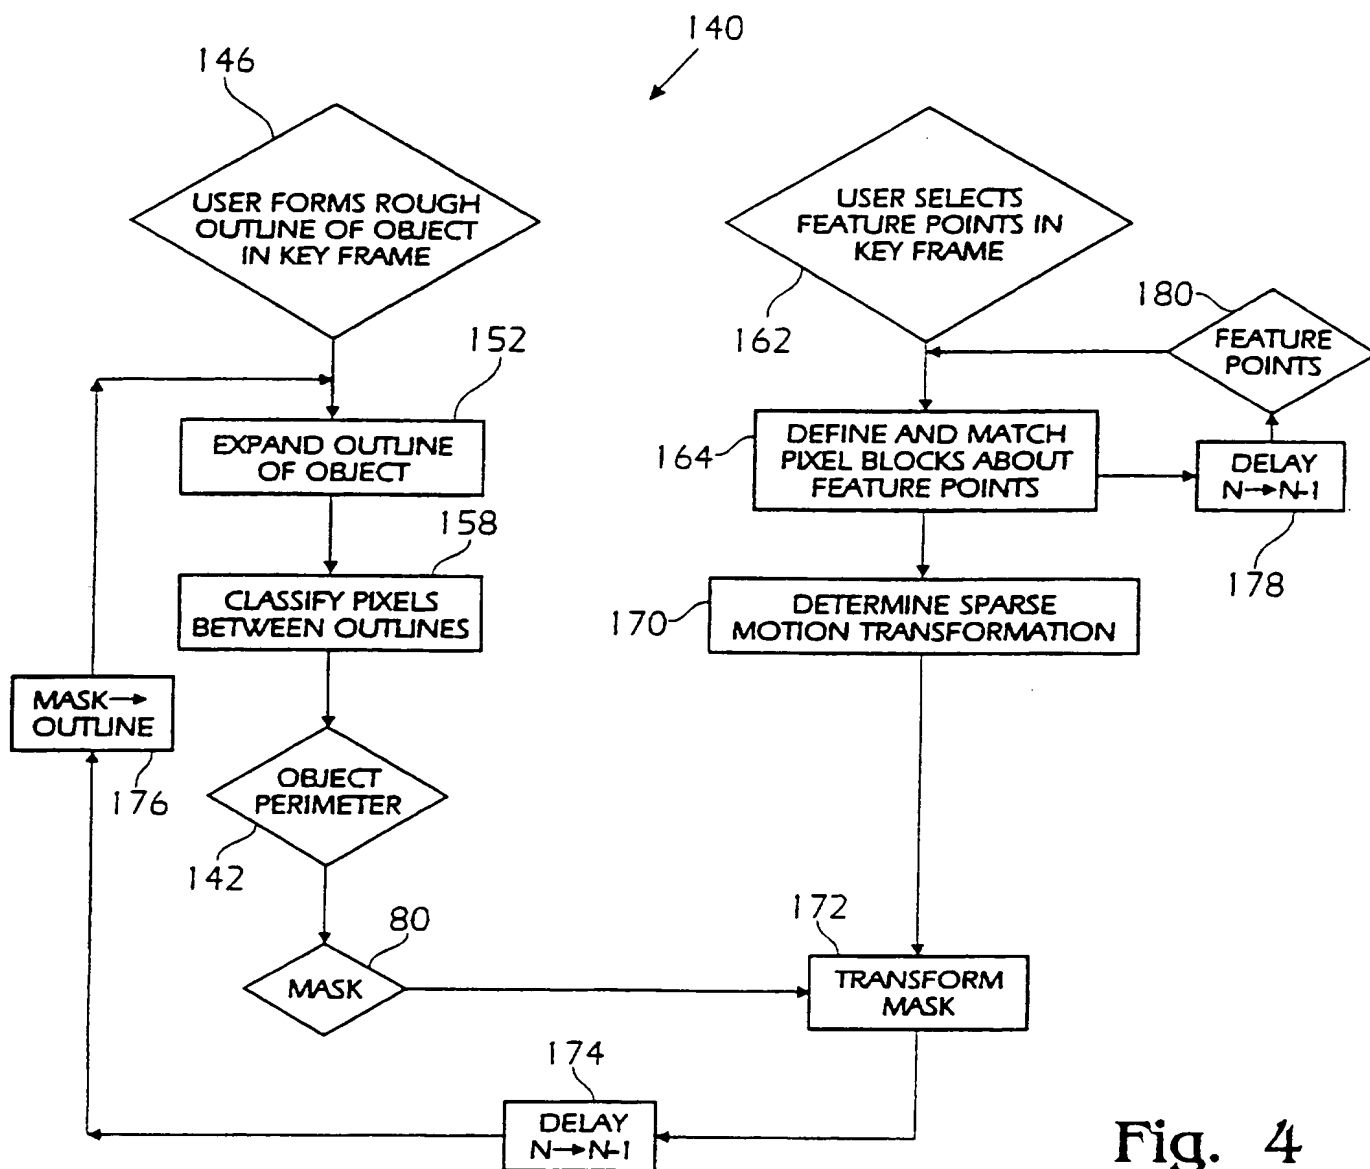 140
146
USER FORMS ROUGH
OUTLINE OF OBJECT
IN KEY FRAME
USER SELECTS
FEATURE POINTS IN
KEY FRAME
162
180
FEATURE
POINTS
152
EXPAND OUTLINE
OF OBJECT
164
DEFINE AND MATCH
PIXEL BLOCKS ABOUT
FEATURE POINTS
DELAY
N→N-1
178
158
CLASSIFY PIXELS
BETWEEN OUTLINES
170
DETERMINE SPARSE
MOTION TRANSFORMATION
MASK→
OUTLINE
176
OBJECT
PERIMETER
142
80
MASK
172
TRANSFORM
MASK
174
DELAY
N→N-1
Fig. 4